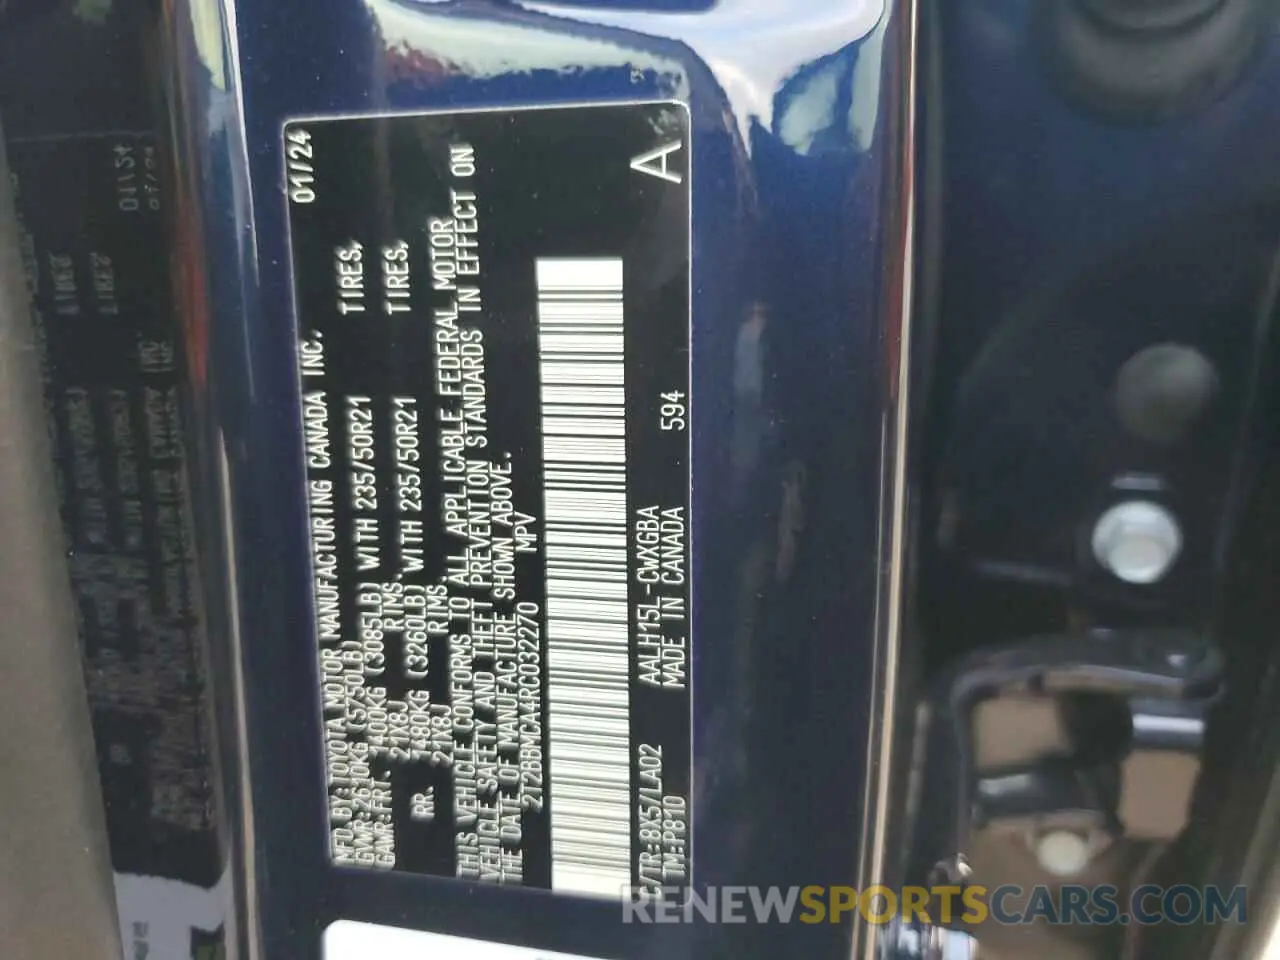 MFD. BY: TOYOTA MOTOR MANUFACTURING CANADA INC. 01/24
GVWR: 2610KG (5750LB)
GAWR: FRT. 1400KG (3085LB) WITH 235/50R21 TIRES,
21X8J RIMS.
RR. 1480KG (3260LB) WITH 235/50R21 TIRES,
21X8J RIMS.
THIS VEHICLE CONFORMS TO ALL APPLICABLE FEDERAL MOTOR
VEHICLE SAFETY AND THEFT PREVENTION STANDARDS IN EFFECT ON
THE DATE OF MANUFACTURE SHOWN ABOVE.
2T2BBMCA4RC032270 MPV
C/TR: 8X5/LA02 AALH15L-CWXGBA
TM: P810 MADE IN CANADA 594
A
RENEWSPORTSCARS.COM